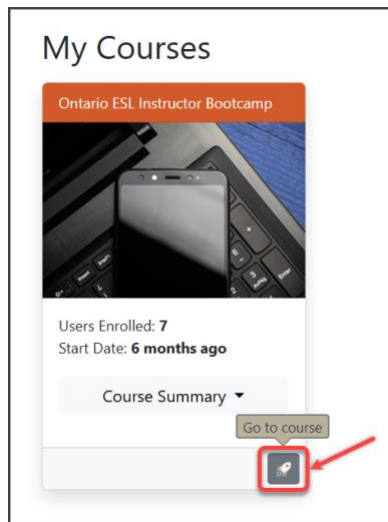 My Courses
Ontario ESL Instructor Bootcamp
Users Enrolled: 7
Start Date: 6 months ago
Course Summary
Go to course